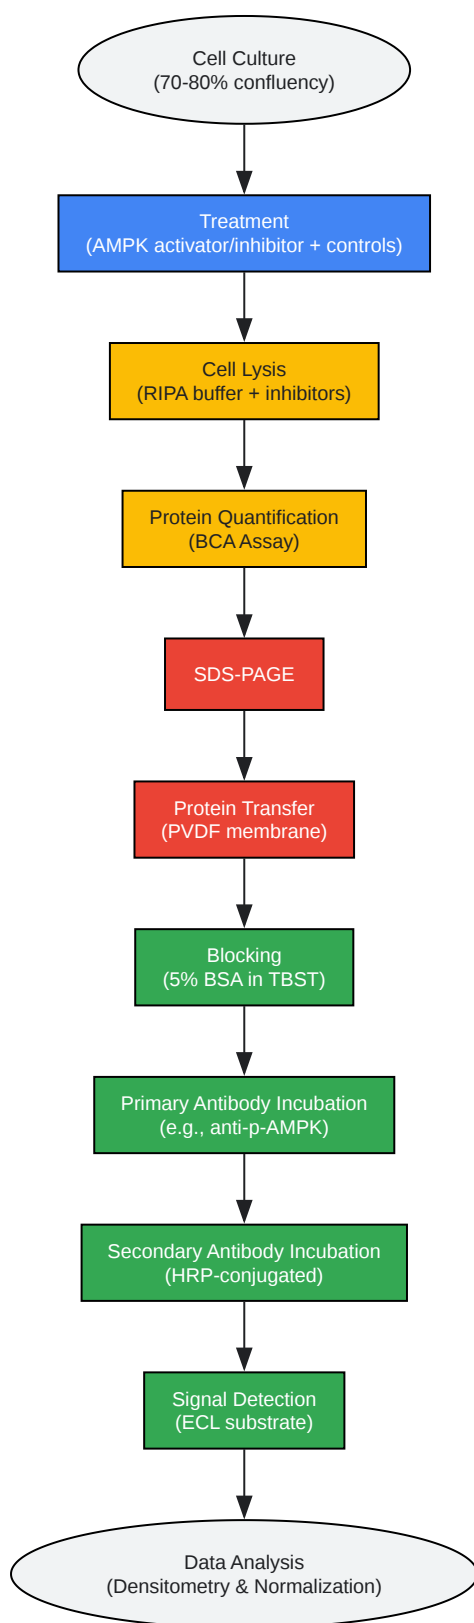 Cell Culture
(70-80% confluency)
Treatment
(AMPK activator/inhibitor + controls)
Cell Lysis
(RIPA buffer + inhibitors)
Protein Quantification
(BCA Assay)
SDS-PAGE
Protein Transfer
(PVDF membrane)
Blocking
(5% BSA in TBST)
Primary Antibody Incubation
(e.g., anti-p-AMPK)
Secondary Antibody Incubation
(HRP-conjugated)
Signal Detection
(ECL substrate)
Data Analysis
(Densitometry & Normalization)